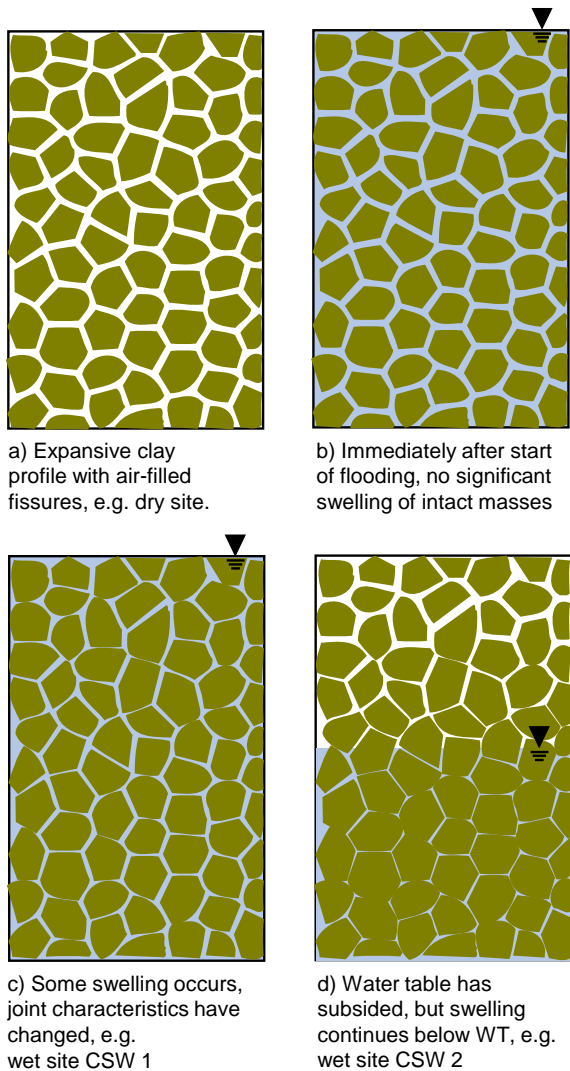 a) Expansive clay
profile with air-filled
fissures, e.g. dry site.
b) Immediately after start
of flooding, no significant
swelling of intact masses
c) Some swelling occurs,
joint characteristics have
changed, e.g.
wet site CSW 1
d) Water table has
subsided, but swelling
continues below WT, e.g.
wet site CSW 2